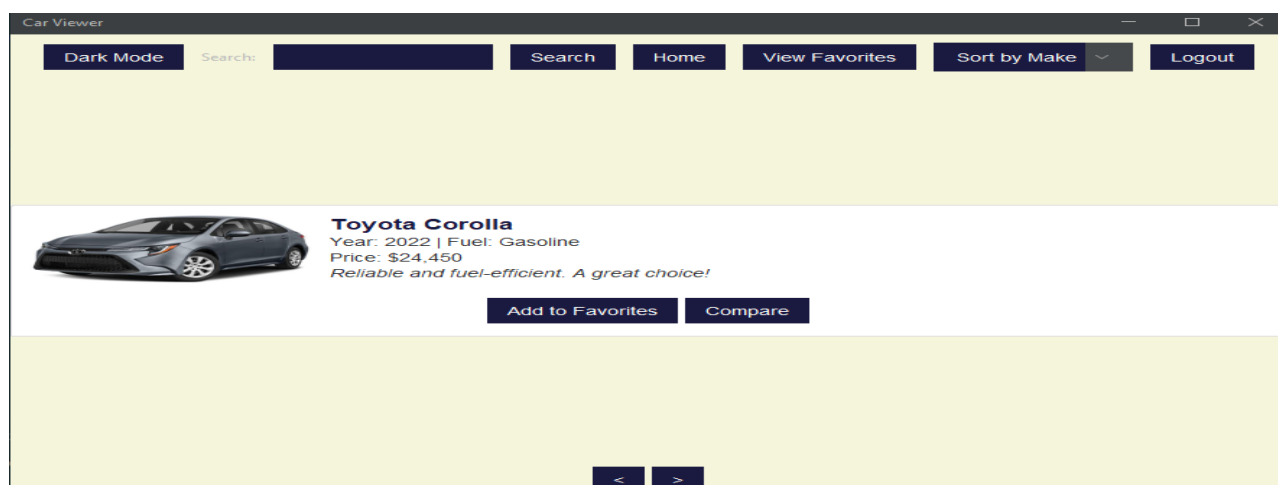 Car Viewer
Dark Mode Search: Search Home View Favorites Sort by Make Logout
Toyota Corolla
Year: 2022 | Fuel: Gasoline
Price: $24,450
Reliable and fuel-efficient. A great choice!
Add to Favorites Compare
< >